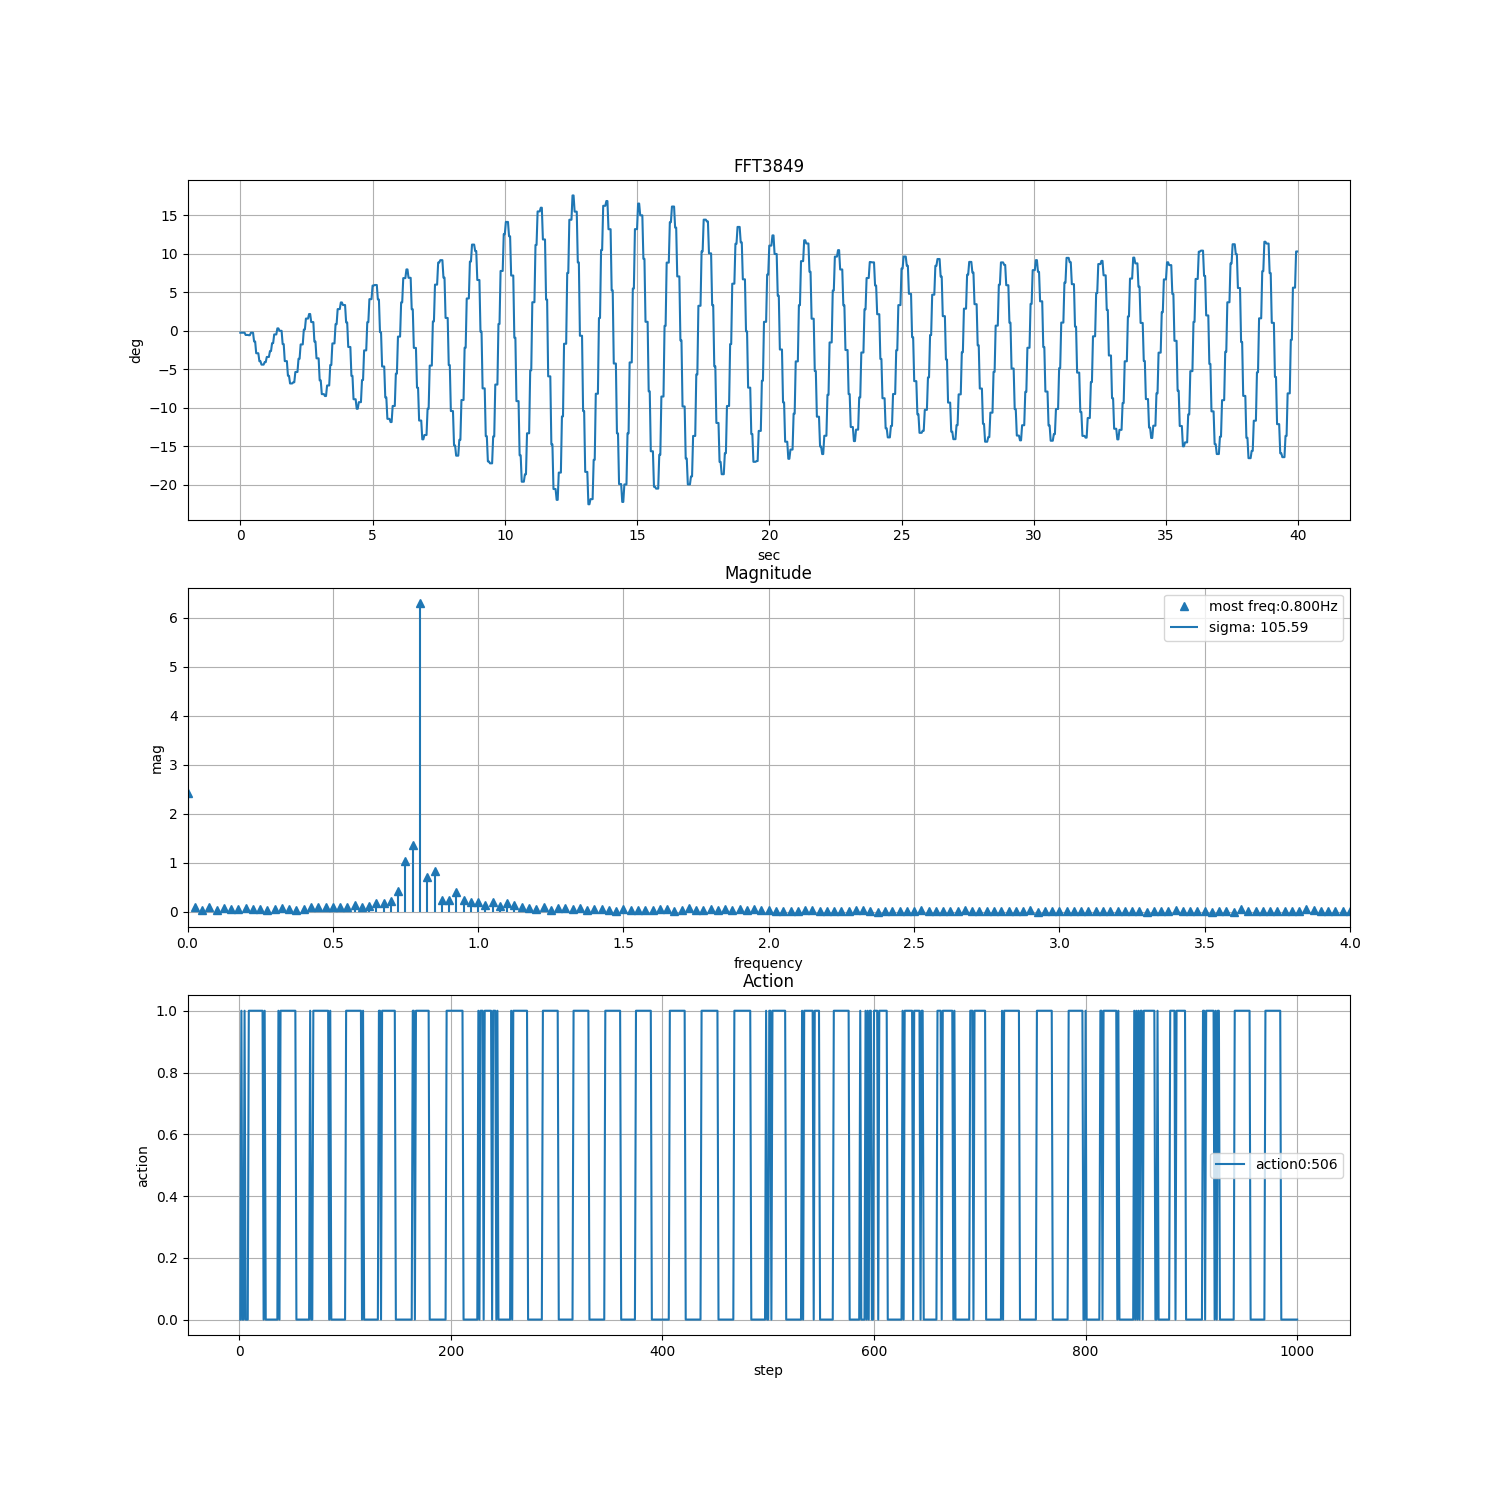 FFT3849
15
10
5
0
−5
−10
−15
−20
deg
0 5 10 15 20 25 30 35 40
sec
Magnitude
most freq:0.800Hz
sigma: 105.59
6
5
4
3
2
1
0
mag
0.0 0.5 1.0 1.5 2.0 2.5 3.0 3.5 4.0
frequency
Action
1.0
0.8
0.6
0.4
0.2
0.0
action
action0:506
0 200 400 600 800 1000
step